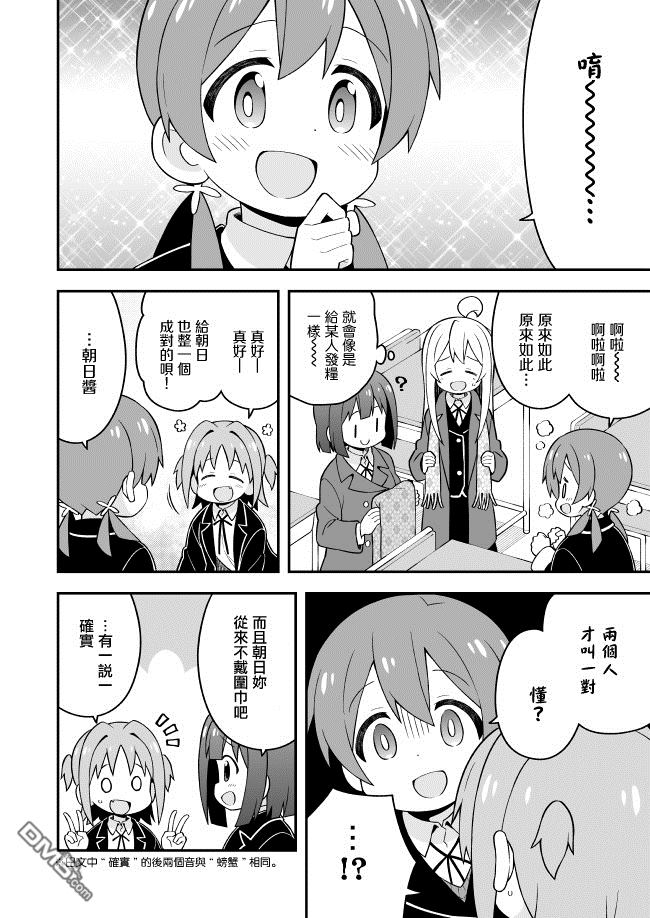 唷～～～～～～…
啊啦～～
啊啦啊啦
原來如此
原來如此…
就會像是
給某人發糧
一樣～～
?
真好—
真好—
給朝日
也整一個
成對的唄！
…朝日醬
兩個人
才叫一對
懂？
…!?
而且朝日妳
從來不戴圍巾吧
…有一説一
確實
※日文中“確實”的後兩個音與“螃蟹”相同。
DM5.com